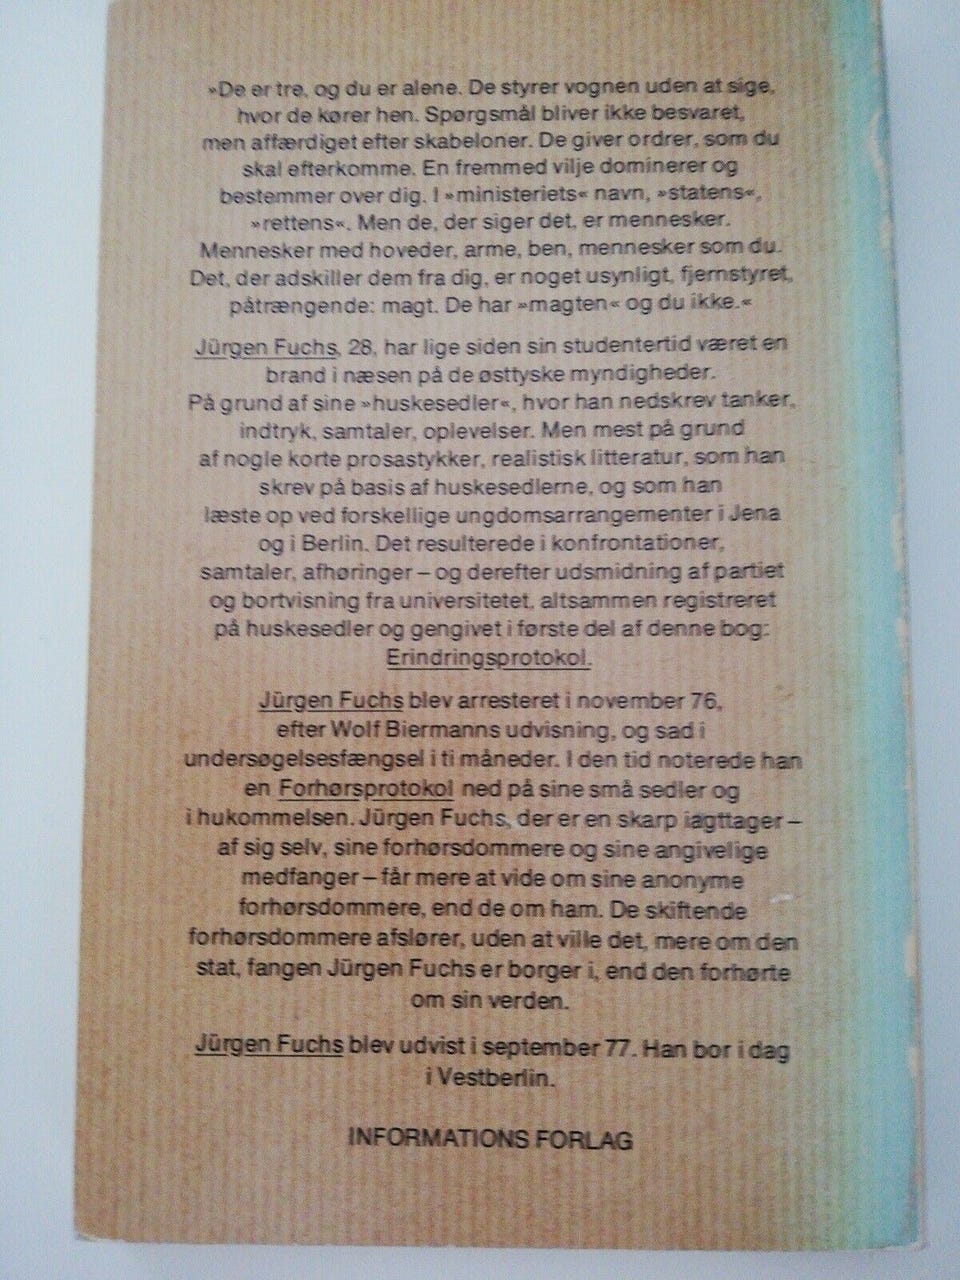 »De er tre, og du er alene. De styrer vognen uden at sige,
hvor de kører hen. Spørgsmål bliver ikke besvaret,
men affærdiget efter skabeloner. De giver ordrer, som du
skal efterkomme. En fremmed vilje dominerer og
bestemmer over dig. I »ministeriets« navn, »statens«,
»rettens«. Men de, der siger det, er mennesker.
Mennesker med hoveder, arme, ben, mennesker som du.
Det, der adskiller dem fra dig, er noget usynligt, fjernstyret,
påtrængende: magt. De har »magten« og du ikke.«
Jürgen Fuchs, 28, har lige siden sin studentertid været en
brand i næsen på de østtyske myndigheder.
På grund af sine »huskesedler«, hvor han nedskrev tanker,
indtryk, samtaler, oplevelser. Men mest på grund
af nogle korte prosastykker, realistisk litteratur, som han
skrev på basis af huskesedlerne, og som han
læste op ved forskellige ungdomsarrangementer i Jena
og i Berlin. Det resulterede i konfrontationer,
samtaler, afhøringer – og derefter udsmidning af partiet
og bortvisning fra universitetet, altsammen registreret
på huskesedler og gengivet i første del af denne bog:
Erindringsprotokol.
Jürgen Fuchs blev arresteret i november 76,
efter Wolf Biermanns udvisning, og sad i
undersøgelsesfængsel i ti måneder. I den tid noterede han
en Forhørsprotokol ned på sine små sedler og
i hukommelsen. Jürgen Fuchs, der er en skarp iagttager –
af sig selv, sine forhørsdommere og sine angivelige
medfanger – får mere at vide om sine anonyme
forhørsdommere, end de om ham. De skiftende
forhørsdommere afslører, uden at ville det, mere om den
stat, fangen Jürgen Fuchs er borger i, end den forhørte
om sin verden.
Jürgen Fuchs blev udvist i september 77. Han bor i dag
i Vestberlin.
INFORMATIONS FORLAG